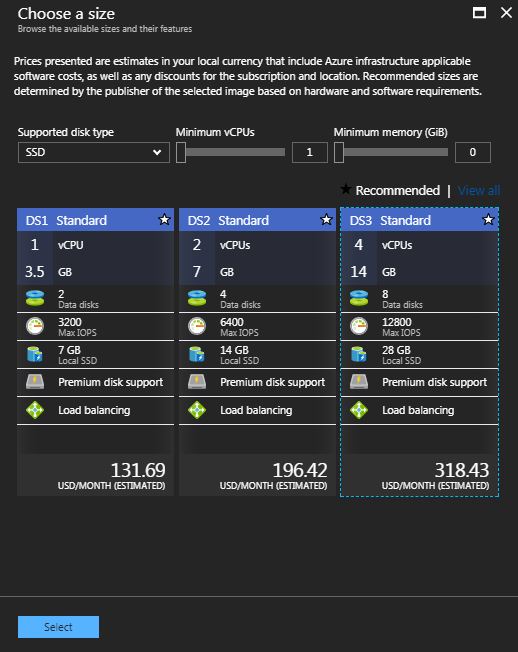 Choose a size
Browse the available sizes and their features
Prices presented are estimates in your local currency that include Azure infrastructure applicable
software costs, as well as any discounts for the subscription and location. Recommended sizes are
determined by the publisher of the selected image based on hardware and software requirements.
Supported disk type
SSD
Minimum vCPUs
1
Minimum memory (GiB)
0
Recommended | View all
DS1 Standard
1 vCPU
3.5 GB
2
Data disks
3200
Max IOPS
7 GB
Local SSD
Premium disk support
Load balancing
131.69
USD/MONTH (ESTIMATED)
DS2 Standard
2 vCPUs
7 GB
4
Data disks
6400
Max IOPS
14 GB
Local SSD
Premium disk support
Load balancing
196.42
USD/MONTH (ESTIMATED)
DS3 Standard
4 vCPUs
14 GB
8
Data disks
12800
Max IOPS
28 GB
Local SSD
Premium disk support
Load balancing
318.43
USD/MONTH (ESTIMATED)
Select